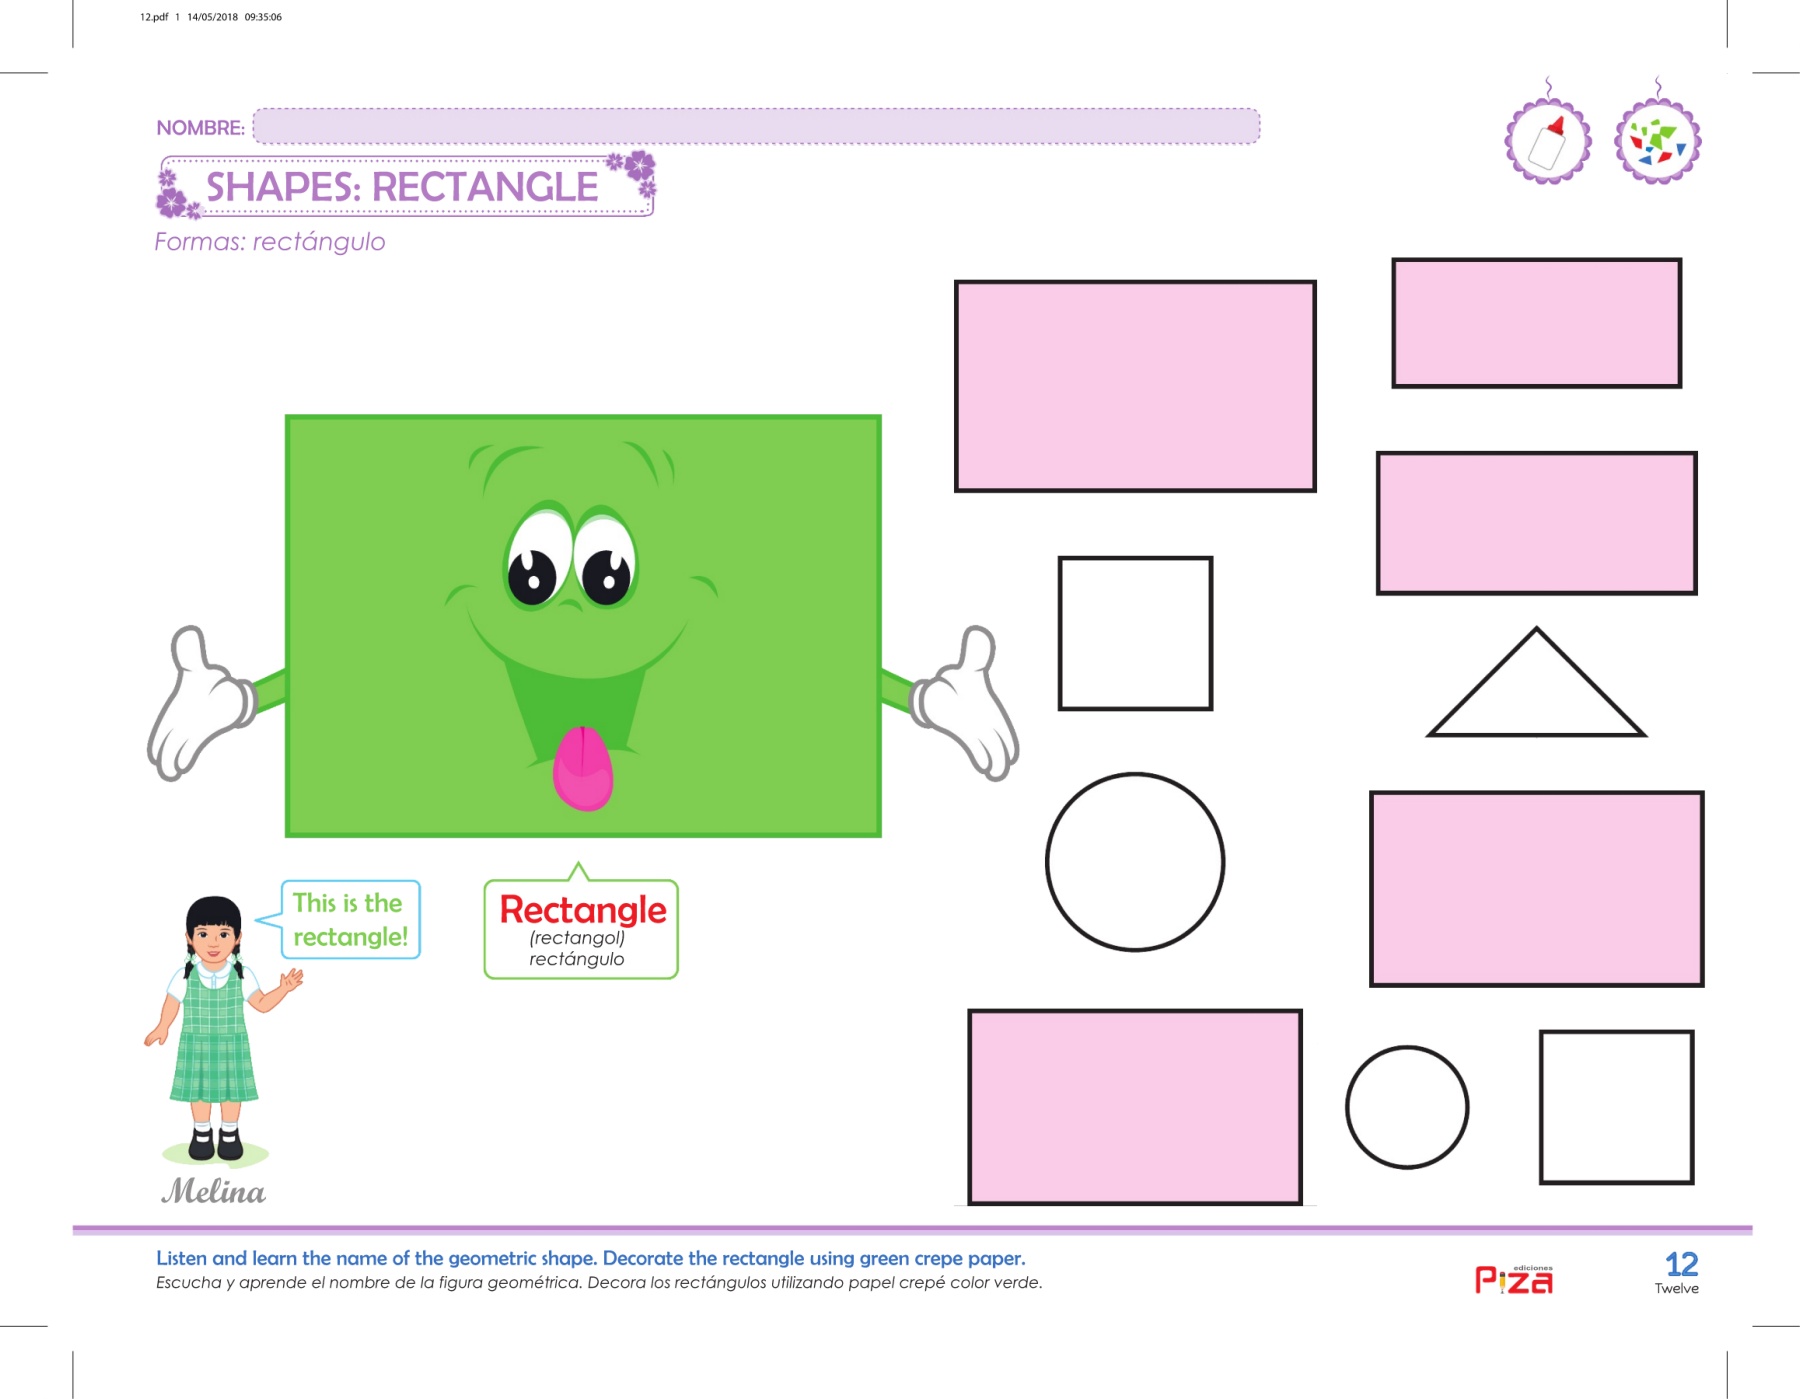 12.pdf 1 14/05/2018 09:35:06
NOMBRE:
SHAPES: RECTANGLE
Formas: rectángulo
This is the
rectangle!
Rectangle
(rectangol)
rectángulo
Melina
Listen and learn the name of the geometric shape. Decorate the rectangle using green crepe paper.
Escucha y aprende el nombre de la figura geométrica. Decora los rectángulos utilizando papel crepé color verde.
ediciones
Piza
12
Twelve